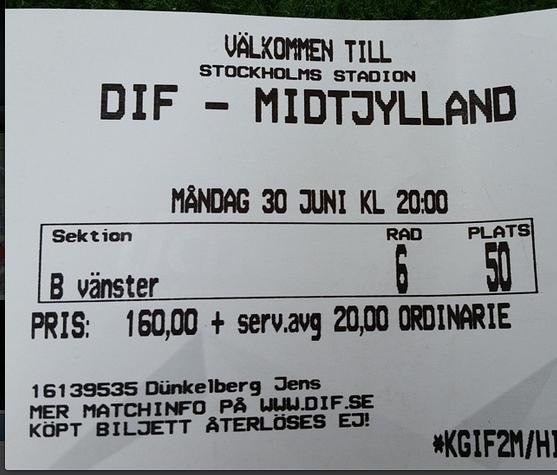 VÄLKOMMEN TILL
STOCKHOLMS STADION
DIF - MIDTJYLLAND
MÅNDAG 30 JUNI KL 20:00
Sektion RAD PLATS
B vänster 6 50
PRIS: 160,00 + serv.avg 20,00 ORDINARIE
16139535 Dünkelberg Jens
MER MATCHINFO PÅ WWW.DIF.SE
KÖPT BILJETT ÅTERLÖSES EJ!
*KGIF2M/HI